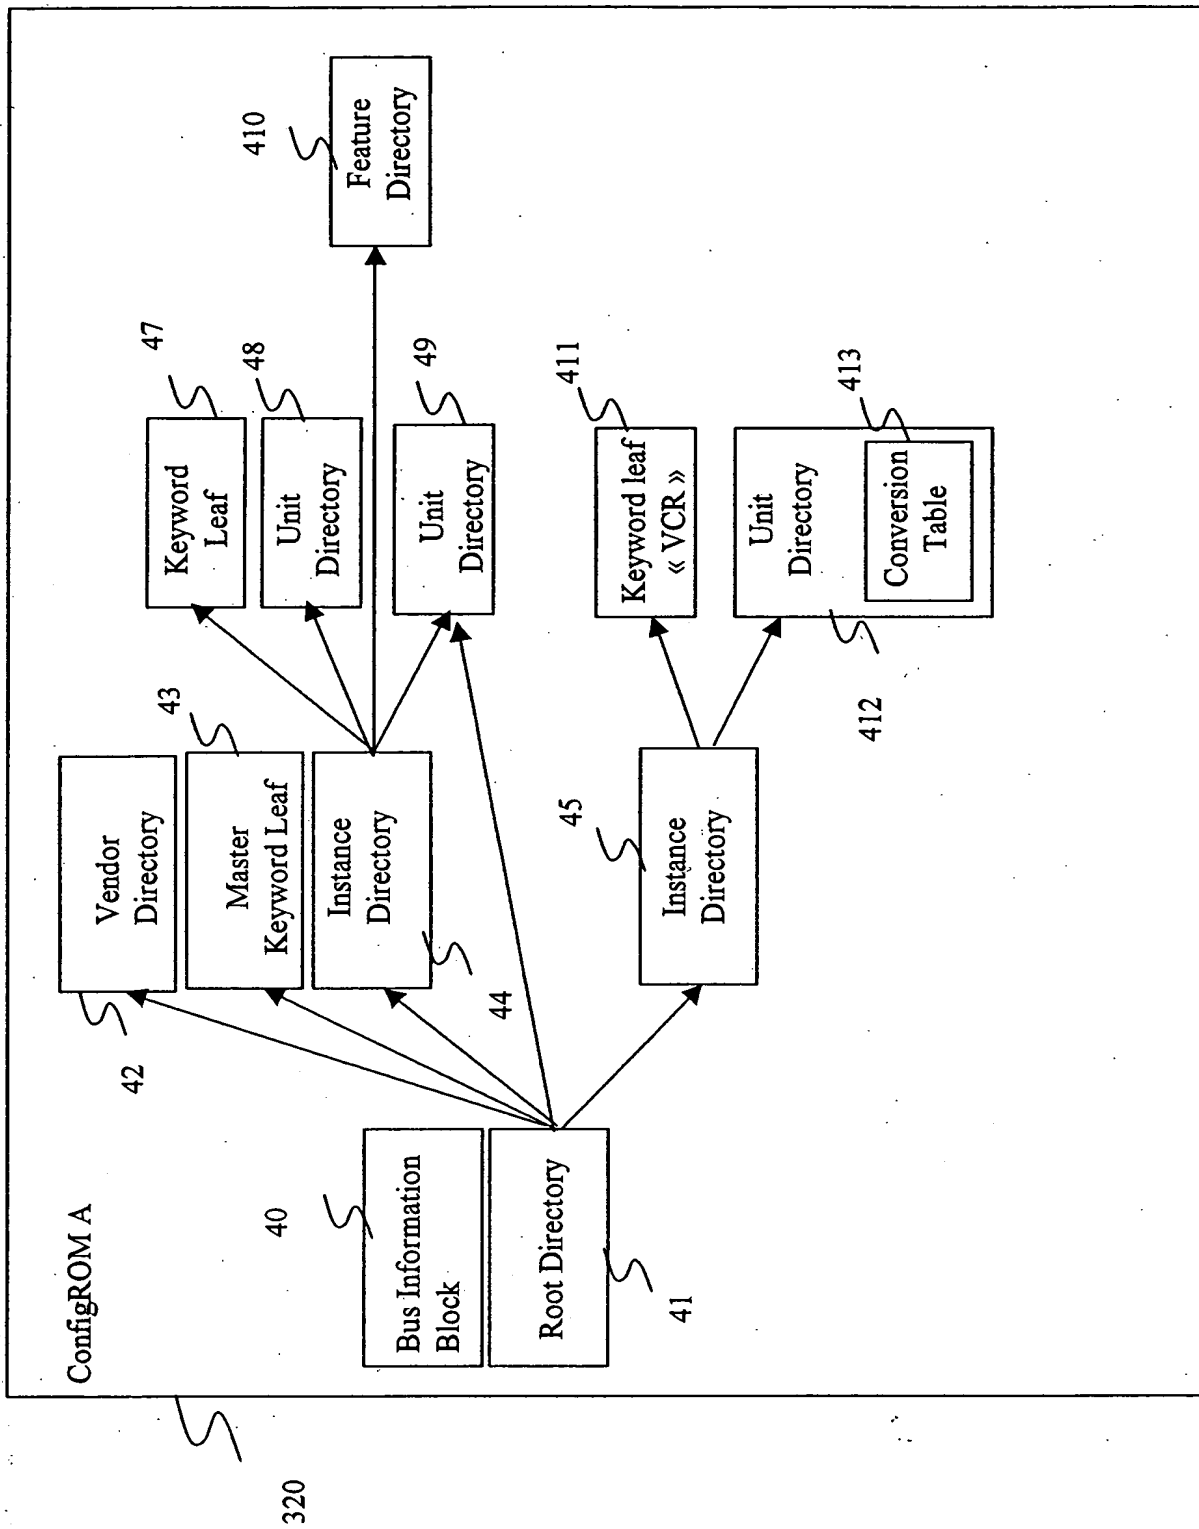 ConfigROM A
320
40
Bus Information
Block
Root Directory
41
42
Vendor
Directory
43
Master
Keyword Leaf
Instance
Directory
44
45
Instance
Directory
47
Keyword
Leaf
48
Unit
Directory
49
Unit
Directory
410
Feature
Directory
411
Keyword leaf
« VCR »
412
Unit
Directory
413
Conversion
Table